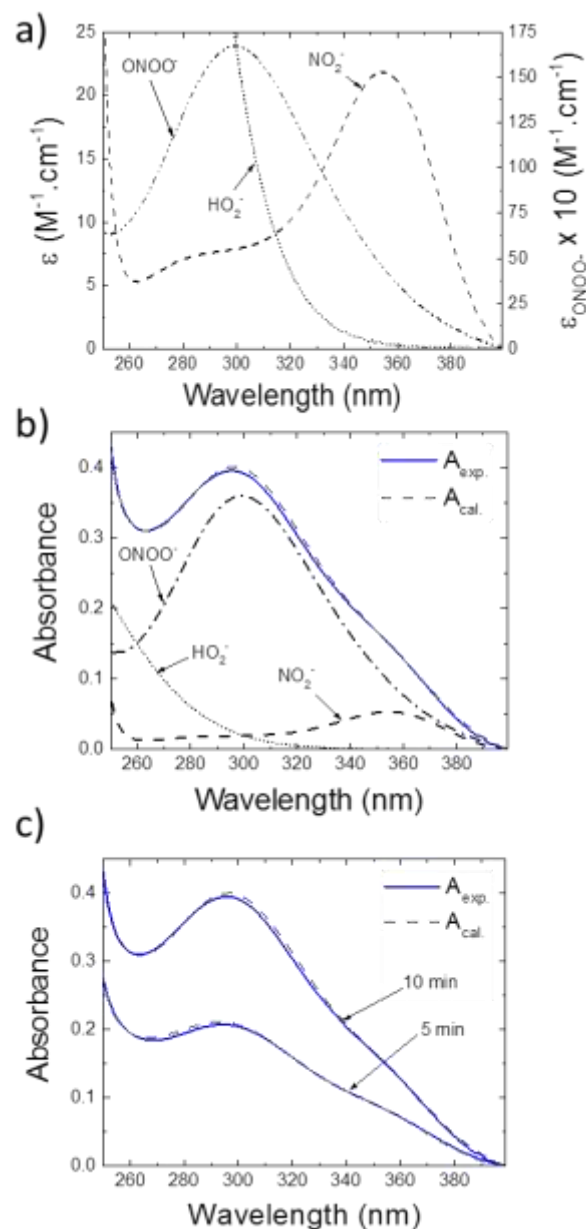 a)
25
20
15
10
5
0
ε (M⁻¹.cm⁻¹)
ONOO⁻
HO₂⁻
NO₂⁻
175
150
125
100
75
50
25
0
ε_ONOO- x 10 (M⁻¹.cm⁻¹)
260 280 300 320 340 360 380
Wavelength (nm)
b)
0.4
0.3
0.2
0.1
0.0
Absorbance
A_exp.
A_cal.
ONOO⁻
HO₂⁻
NO₂⁻
260 280 300 320 340 360 380
Wavelength (nm)
c)
0.4
0.3
0.2
0.1
0.0
Absorbance
A_exp.
A_cal.
10 min
5 min
260 280 300 320 340 360 380
Wavelength (nm)